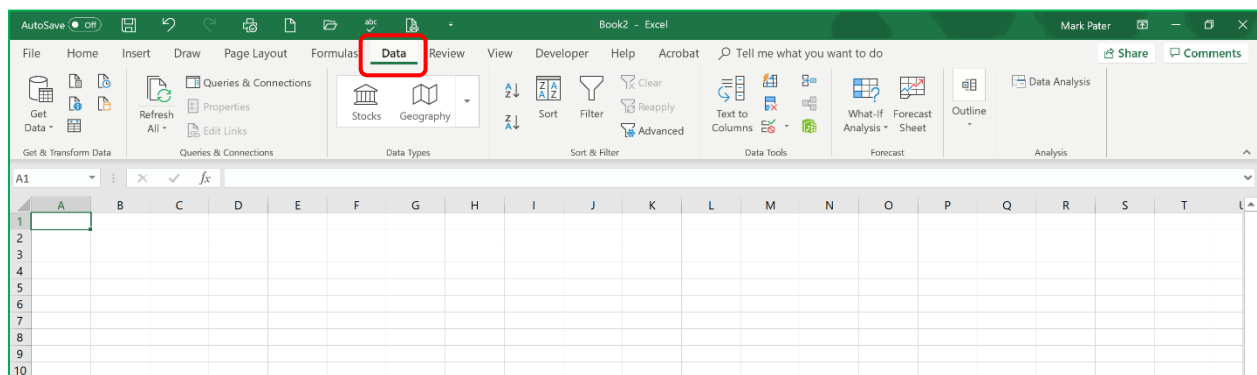 AutoSave Off abc Book2 - Excel Mark Pater
File Home Insert Draw Page Layout Formulas Data Review View Developer Help Acrobat Tell me what you want to do Share Comments
Get Data
Refresh All
Queries & Connections
Properties
Edit Links
Stocks Geography
Sort Filter
Clear
Reapply
Advanced
Text to Columns
What-If Analysis
Forecast Sheet
Outline
Data Analysis
Get & Transform Data Queries & Connections Data Types Sort & Filter Data Tools Forecast Analysis
A1 fx
A B C D E F G H I J K L M N O P Q R S T U
1
2
3
4
5
6
7
8
9
10